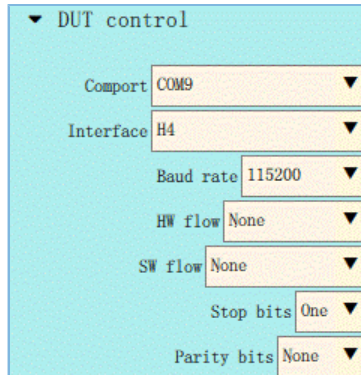 DUT control
Comport COM9
Interface H4
Baud rate 115200
HW flow None
SW flow None
Stop bits One
Parity bits None